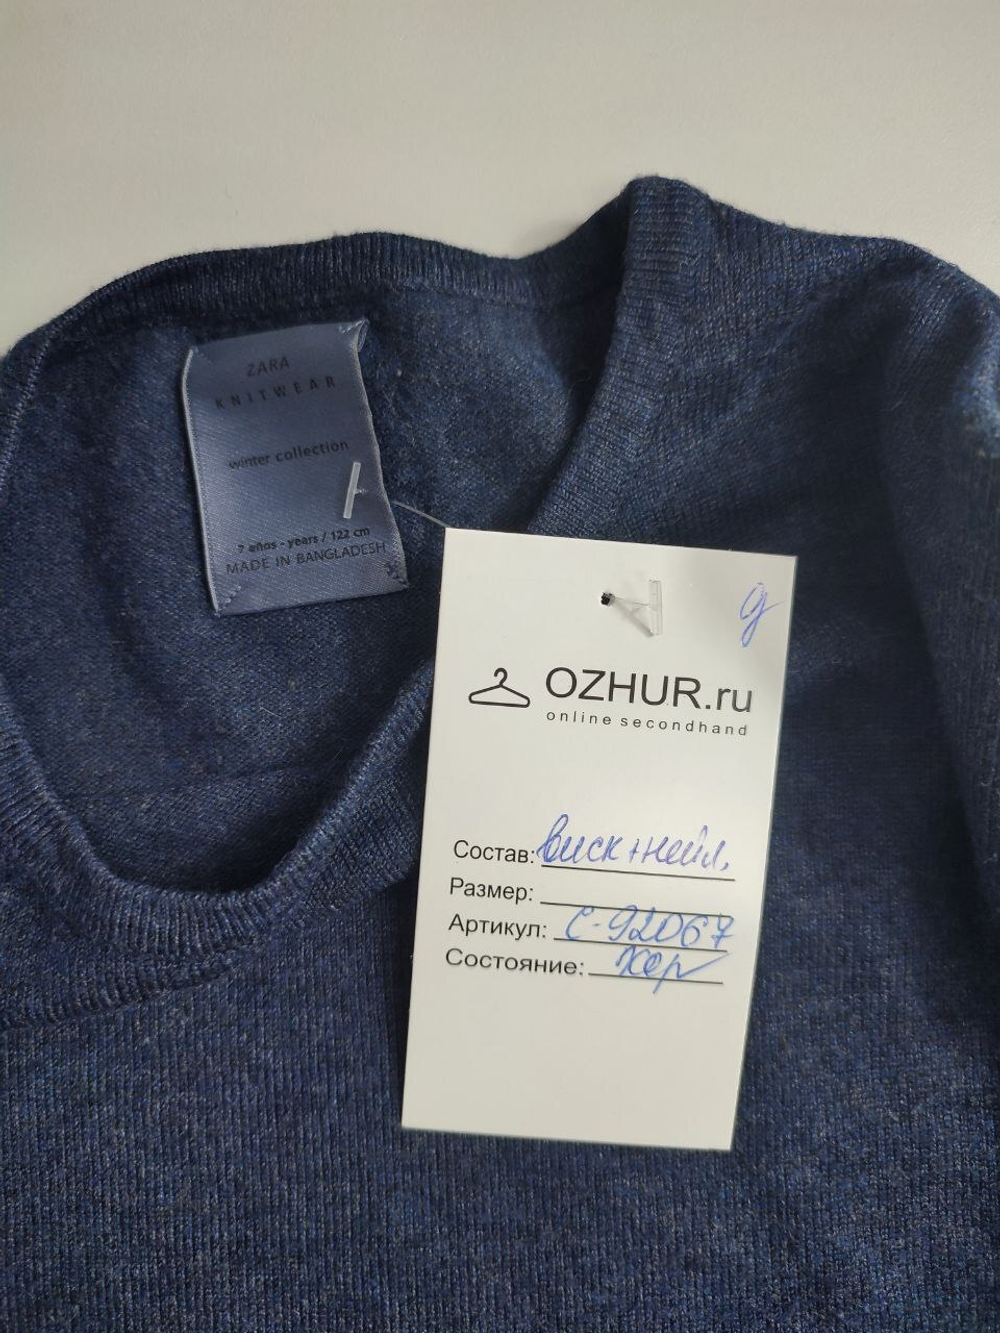 ZARA
KNITWEAR
winter collection
7 años - years / 122 cm
MADE IN BANGLADESH
g
OZHUR.ru
online secondhand
Состав: виск+нейл.
Размер:
Артикул: С-92067
Состояние: хор